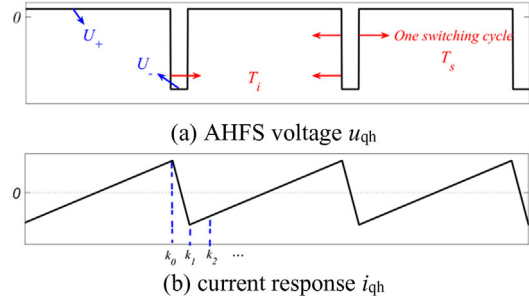 0
U+
U-
Ti
One switching cycle
Ts
(a) AHFS voltage uqh
0
k0 k1 k2 ...
(b) current response iqh